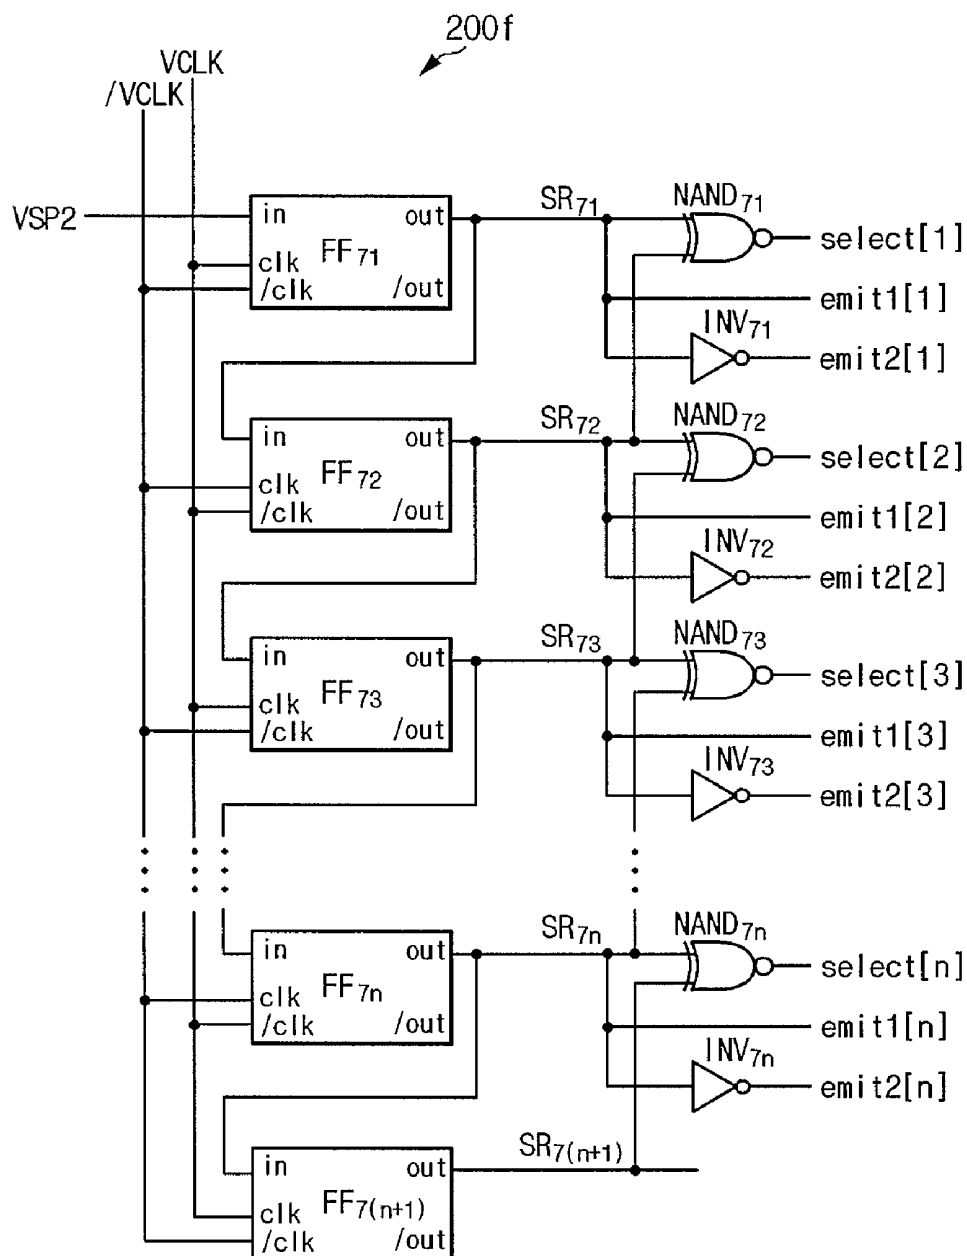 200f
VCLK
/VCLK
VSP2
in out
FF71
clk
/clk /out
SR71
NAND71
select[1]
emit1[1]
INV71
emit2[1]
in out
FF72
clk
/clk /out
SR72
NAND72
select[2]
emit1[2]
INV72
emit2[2]
in out
FF73
clk
/clk /out
SR73
NAND73
select[3]
emit1[3]
INV73
emit2[3]
in out
FF7n
clk
/clk /out
SR7n
NAND7n
select[n]
emit1[n]
INV7n
emit2[n]
in out
FF7(n+1)
clk
/clk /out
SR7(n+1)